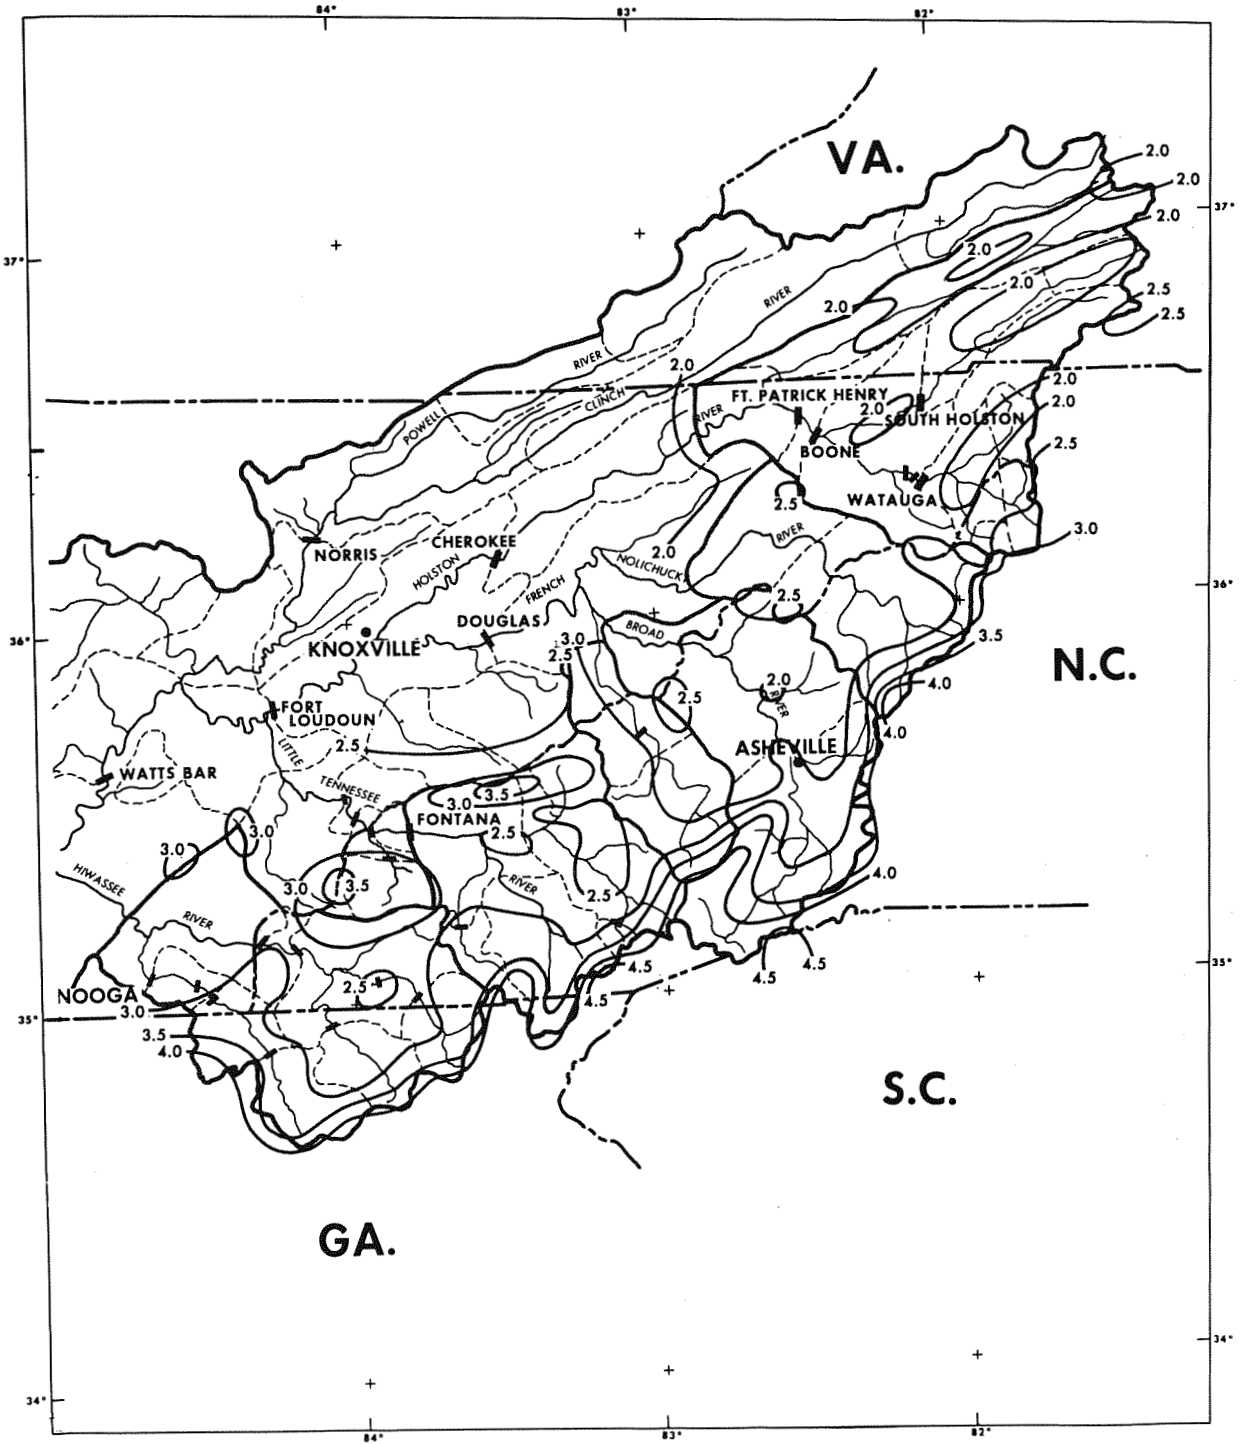 84°
83°
82°
VA.
2.0
2.0
2.0
37°
37°
2.0
2.0
2.5
RIVER
2.0
2.5
RIVER
2.0
2.0
FT. PATRICK HENRY
CLINCH
2.0
2.0
RIVER
SOUTH HOLSTON
POWELL
BOONE
2.5
WATAUGA
2.5
3.0
RIVER
CHEROKEE
NORRIS
2.0
HOLSTON
NOLICHUCKY
36°
FRENCH
2.5
DOUGLAS
BROAD
3.0
3.5
36°
KNOXVILLE
2.5
N.C.
2.0
4.0
2.5
RIVER
FORT
LOUDOUN
4.0
2.5
ASHEVILLE
LITTLE
WATTS BAR
TENNESSEE
3.5
3.0
FONTANA
3.0
2.5
3.0
4.0
HIWASSEE
3.0
3.5
RIVER
2.5
RIVER
4.5
4.5
4.5
35°
2.5
NOOGA
4.5
3.0
35°
3.5
4.0
S.C.
GA.
34°
34°
84°
83°
82°